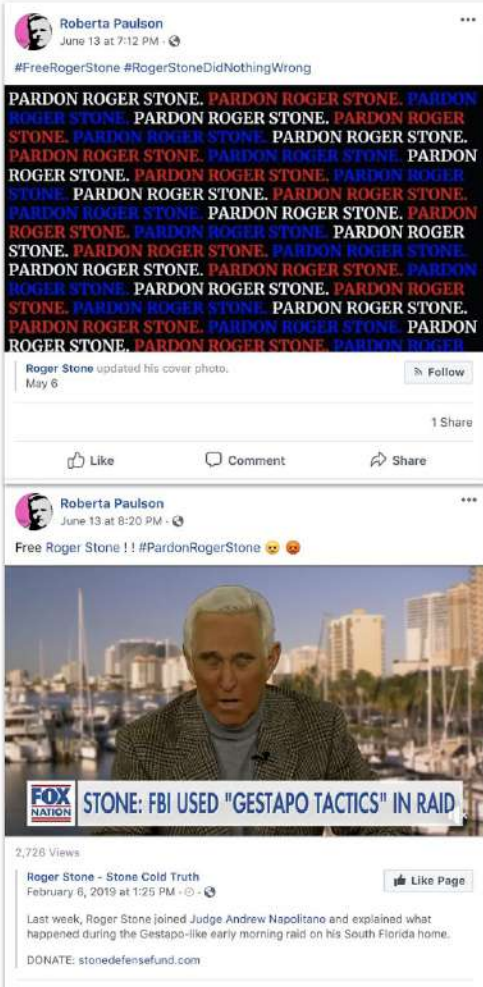 Roberta Paulson
June 13 at 7:12 PM ·
#FreeRogerStone #RogerStoneDidNothingWrong
PARDON ROGER STONE. PARDON ROGER STONE. PARDON
ROGER STONE. PARDON ROGER STONE. PARDON ROGER
STONE. PARDON ROGER STONE. PARDON ROGER STONE.
PARDON ROGER STONE. PARDON ROGER STONE. PARDON
ROGER STONE. PARDON ROGER STONE. PARDON ROGER
STONE. PARDON ROGER STONE. PARDON ROGER STONE.
PARDON ROGER STONE. PARDON ROGER STONE. PARDON
ROGER STONE. PARDON ROGER STONE. PARDON ROGER
STONE. PARDON ROGER STONE. PARDON ROGER STONE.
PARDON ROGER STONE. PARDON ROGER STONE. PARDON
ROGER STONE. PARDON ROGER STONE. PARDON ROGER
STONE. PARDON ROGER STONE. PARDON ROGER STONE.
PARDON ROGER STONE. PARDON ROGER STONE. PARDON
ROGER STONE. PARDON ROGER STONE. PARDON ROGER
Roger Stone updated his cover photo.
May 6
Follow
1 Share
Like Comment Share
Roberta Paulson
June 13 at 8:20 PM ·
Free Roger Stone ! ! #PardonRogerStone 😠 😡
FOX
NATION
STONE: FBI USED "GESTAPO TACTICS" IN RAID
2,726 Views
Roger Stone - Stone Cold Truth
February 6, 2019 at 1:25 PM · ·
Like Page
Last week, Roger Stone joined Judge Andrew Napolitano and explained what
happened during the Gestapo-like early morning raid on his South Florida home.
DONATE: stonedefensefund.com